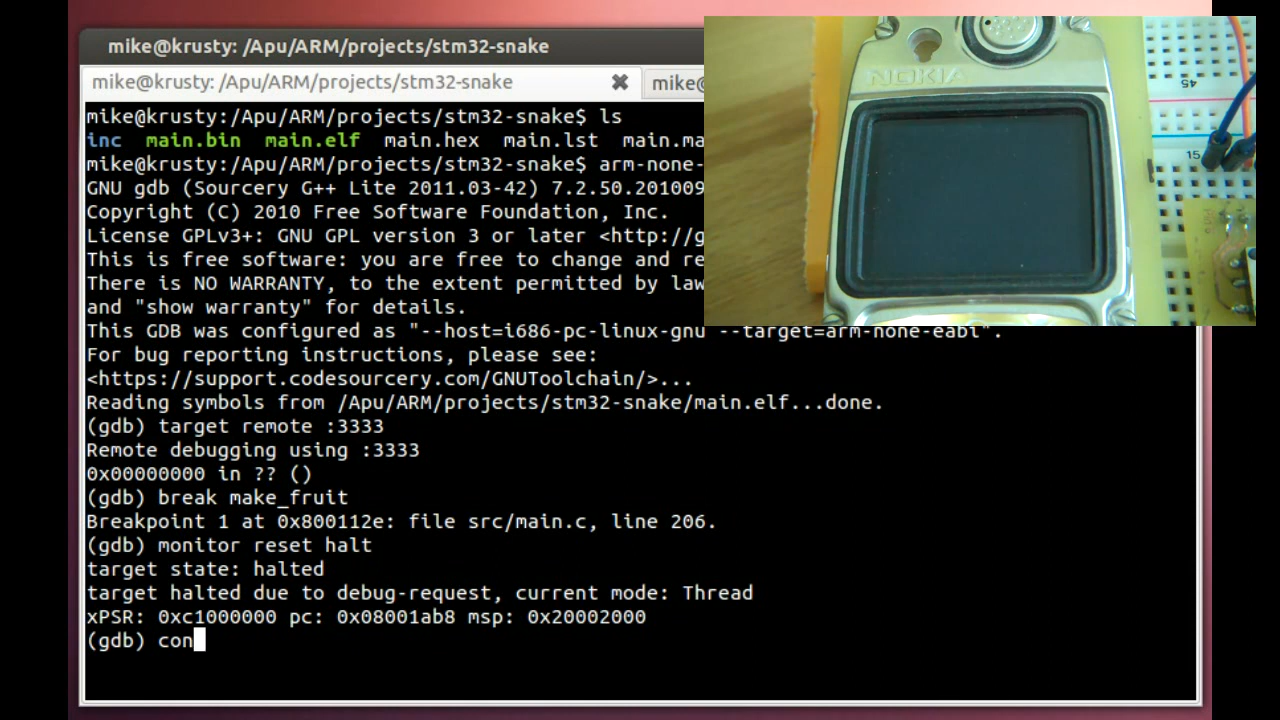 mike@krusty: /Apu/ARM/projects/stm32-snake
mike@krusty: /Apu/ARM/projects/stm32-snake ✖ mike@
mike@krusty:/Apu/ARM/projects/stm32-snake$ ls
inc main.bin main.elf main.hex main.lst main.ma
mike@krusty:/Apu/ARM/projects/stm32-snake$ arm-none-
GNU gdb (Sourcery G++ Lite 2011.03-42) 7.2.50.201009
Copyright (C) 2010 Free Software Foundation, Inc.
License GPLv3+: GNU GPL version 3 or later <http://g
This is free software: you are free to change and re
There is NO WARRANTY, to the extent permitted by law
and "show warranty" for details.
This GDB was configured as "--host=i686-pc-linux-gnu --target=arm-none-eabi".
For bug reporting instructions, please see:
<https://support.codesourcery.com/GNUToolchain/>...
Reading symbols from /Apu/ARM/projects/stm32-snake/main.elf...done.
(gdb) target remote :3333
Remote debugging using :3333
0x00000000 in ?? ()
(gdb) break make_fruit
Breakpoint 1 at 0x800112e: file src/main.c, line 206.
(gdb) monitor reset halt
target state: halted
target halted due to debug-request, current mode: Thread
xPSR: 0xc1000000 pc: 0x08001ab8 msp: 0x20002000
(gdb) con
NOKIA
45
15